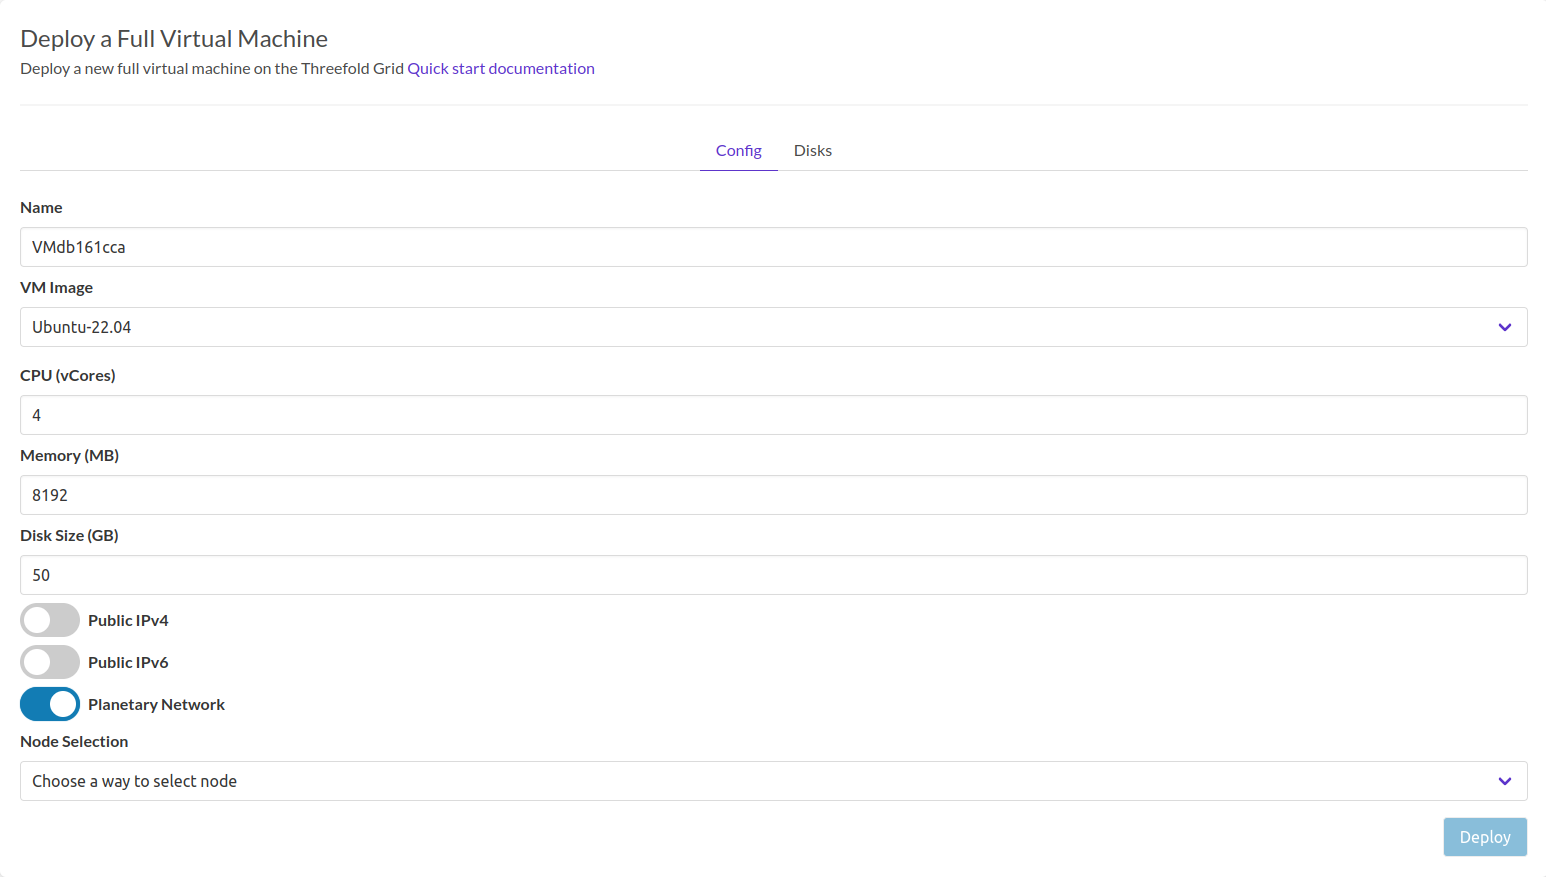 Deploy a Full Virtual Machine
Deploy a new full virtual machine on the Threefold Grid Quick start documentation
Config Disks
Name
VMdb161cca
VM Image
Ubuntu-22.04
CPU (vCores)
4
Memory (MB)
8192
Disk Size (GB)
50
Public IPv4
Public IPv6
Planetary Network
Node Selection
Choose a way to select node
Deploy